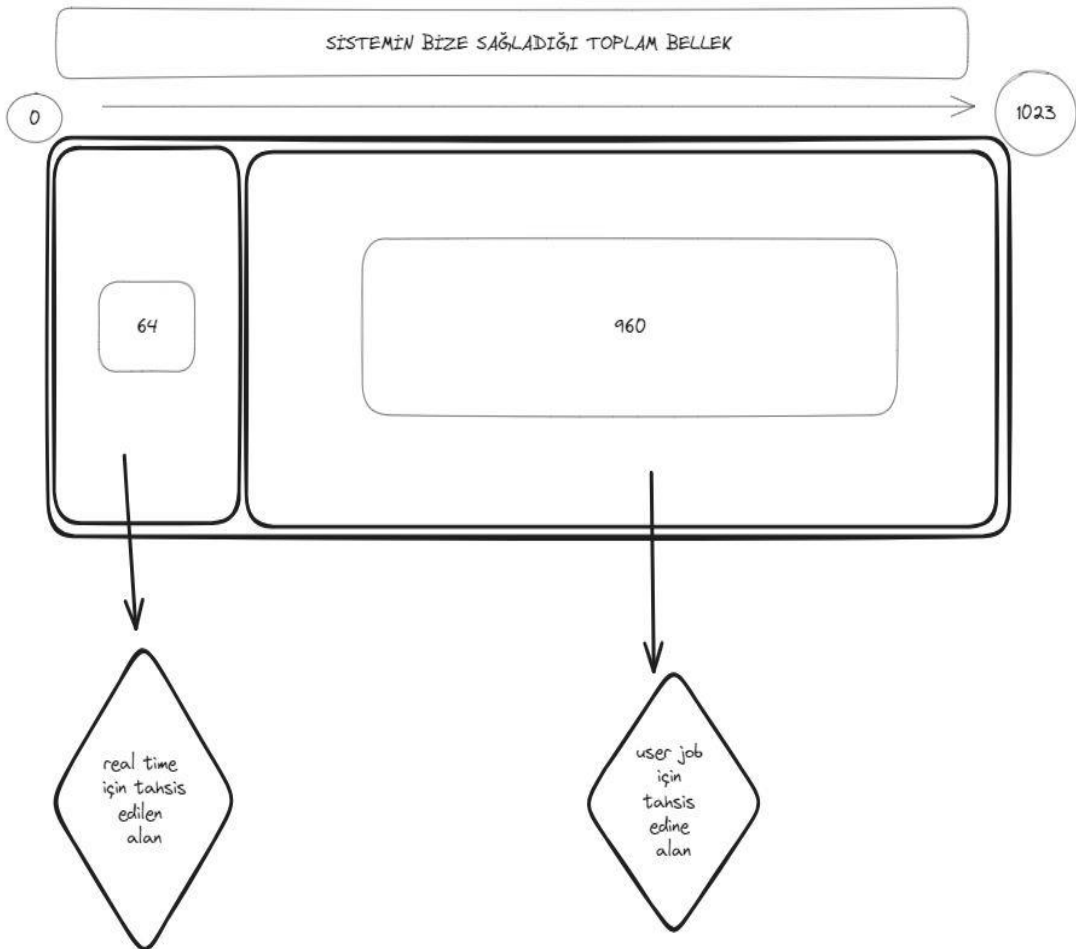 SİSTEMİN BİZE SAĞLADIĞI TOPLAM BELLEK
0
1023
64
960
real time
için tahsis
edilen
alan
user job
için
tahsis
edine
alan